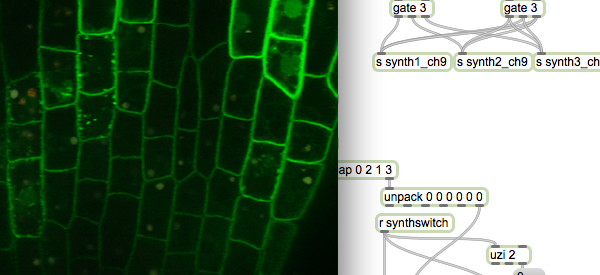 gate 3 gate 3
s synth1_ch9 s synth2_ch9 s synth3_ch
ap 0 2 1 3
unpack 0 0 0 0 0 0
r synthswitch
uzi 2